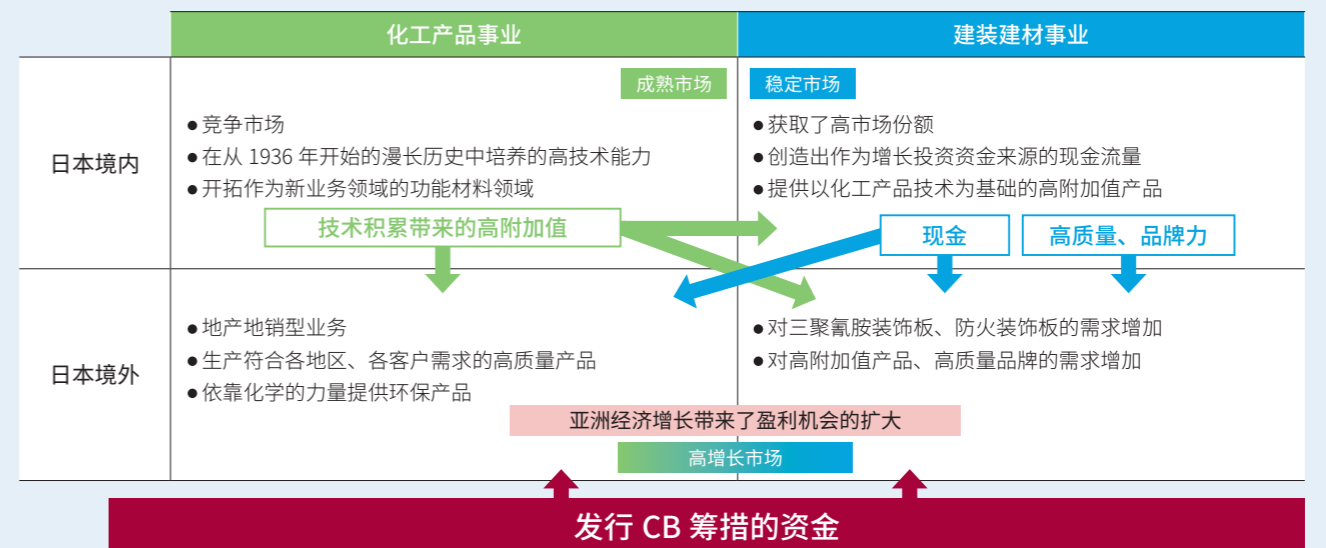 化工产品事业
建装建材事业
日本境内
成熟市场
●竞争市场
●在从 1936 年开始的漫长历史中培养的高技术能力
●开拓作为新业务领域的功能材料领域
技术积累带来的高附加值
稳定市场
●获取了高市场份额
●创造出作为增长投资资金来源的现金流量
●提供以化工产品技术为基础的高附加值产品
现金
高质量、品牌力
日本境外
●地产地销型业务
●生产符合各地区、各客户需求的高质量产品
●依靠化学的力量提供环保产品
●对三聚氰胺装饰板、防火装饰板的需求增加
●对高附加值产品、高质量品牌的需求增加
亚洲经济增长带来了盈利机会的扩大
高增长市场
发行 CB 筹措的资金